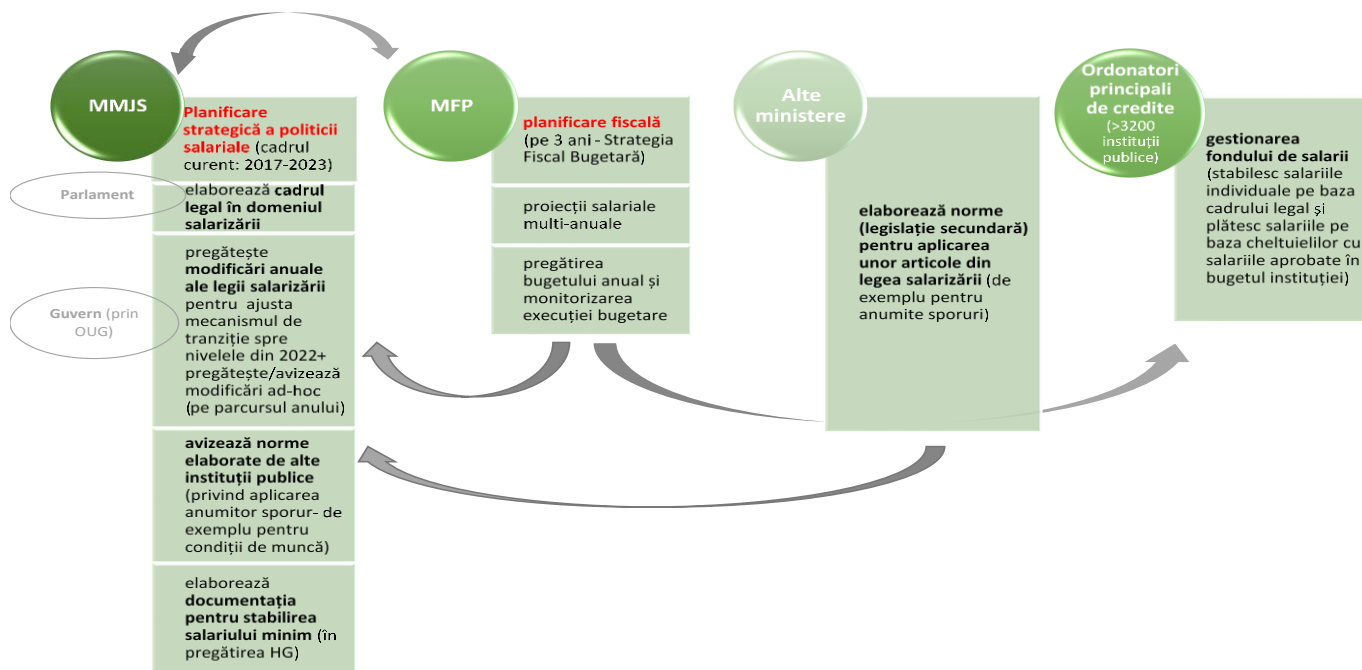 MMJS
Planificare
strategică a politicii
salariale (cadrul
curent: 2017-2023)
Parlament
elaborează cadrul
legal în domeniul
salarizării
pregătește
modificări anuale
ale legii salarizării
pentru ajusta
mecanismul de
tranziție spre
nivelele din 2022+
pregătește/avizează
modificări ad-hoc
(pe parcursul anului)
Guvern (prin
OUG)
avizează norme
elaborate de alte
instituții publice
(privind aplicarea
anumitor sporur- de
exemplu pentru
condiții de muncă)
elaborează
documentația
pentru stabilirea
salariului minim (în
pregătirea HG)
MFP
planificare fiscală
(pe 3 ani - Strategia
Fiscal Bugetară)
proiecții salariale
multi-anuale
pregătirea
bugetului anual și
monitorizarea
execuției bugetare
Alte
ministere
elaborează norme
(legislație secundară)
pentru aplicarea
unor articole din
legea salarizării (de
exemplu pentru
anumite sporuri)
Ordonatori
principali
de credite
(>3200
instituții
publice)
gestionarea
fondului de salarii
(stabilesc salariile
individuale pe baza
cadrului legal și
plătesc salariile pe
baza cheltuielilor cu
salariile aprobate în
bugetul instituției)